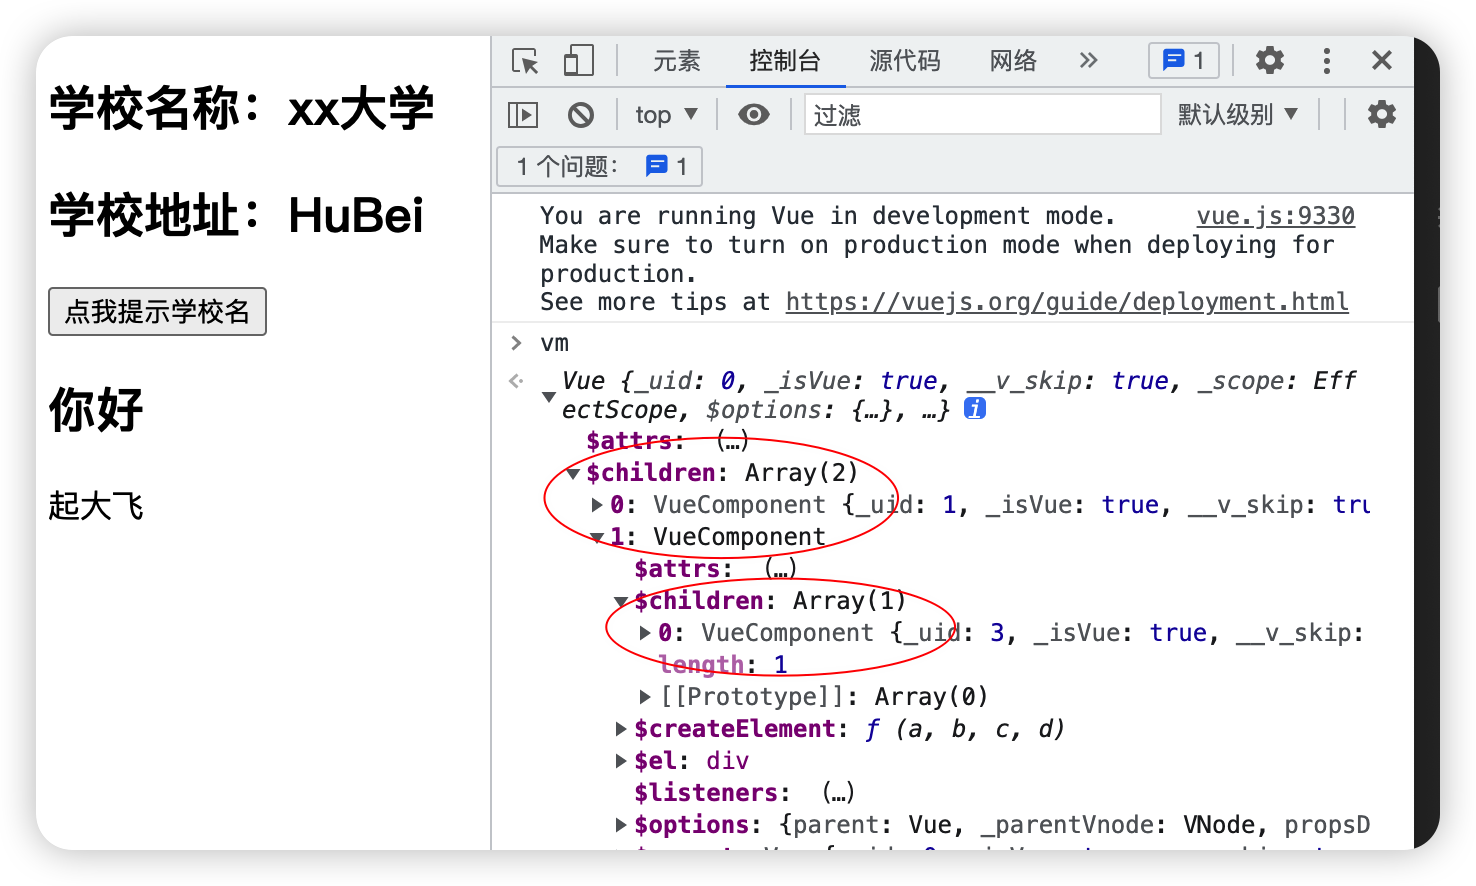 学校名称：xx大学
学校地址：HuBei
点我提示学校名
你好
起大飞
元素 控制台 源代码 网络 1
top 过滤 默认级别
1 个问题： 1
You are running Vue in development mode. vue.js:9330
Make sure to turn on production mode when deploying for
production.
See more tips at https://vuejs.org/guide/deployment.html
vm
Vue {_uid: 0, _isVue: true, __v_skip: true, _scope: Eff
ectScope, $options: {…}, …}
$attrs: (…)
$children: Array(2)
0: VueComponent {_uid: 1, _isVue: true, __v_skip: tru
1: VueComponent
$attrs: (…)
$children: Array(1)
0: VueComponent {_uid: 3, _isVue: true, __v_skip:
length: 1
[[Prototype]]: Array(0)
$createElement: ƒ (a, b, c, d)
$el: div
$listeners: (…)
$options: {parent: Vue, _parentVnode: VNode, propsD